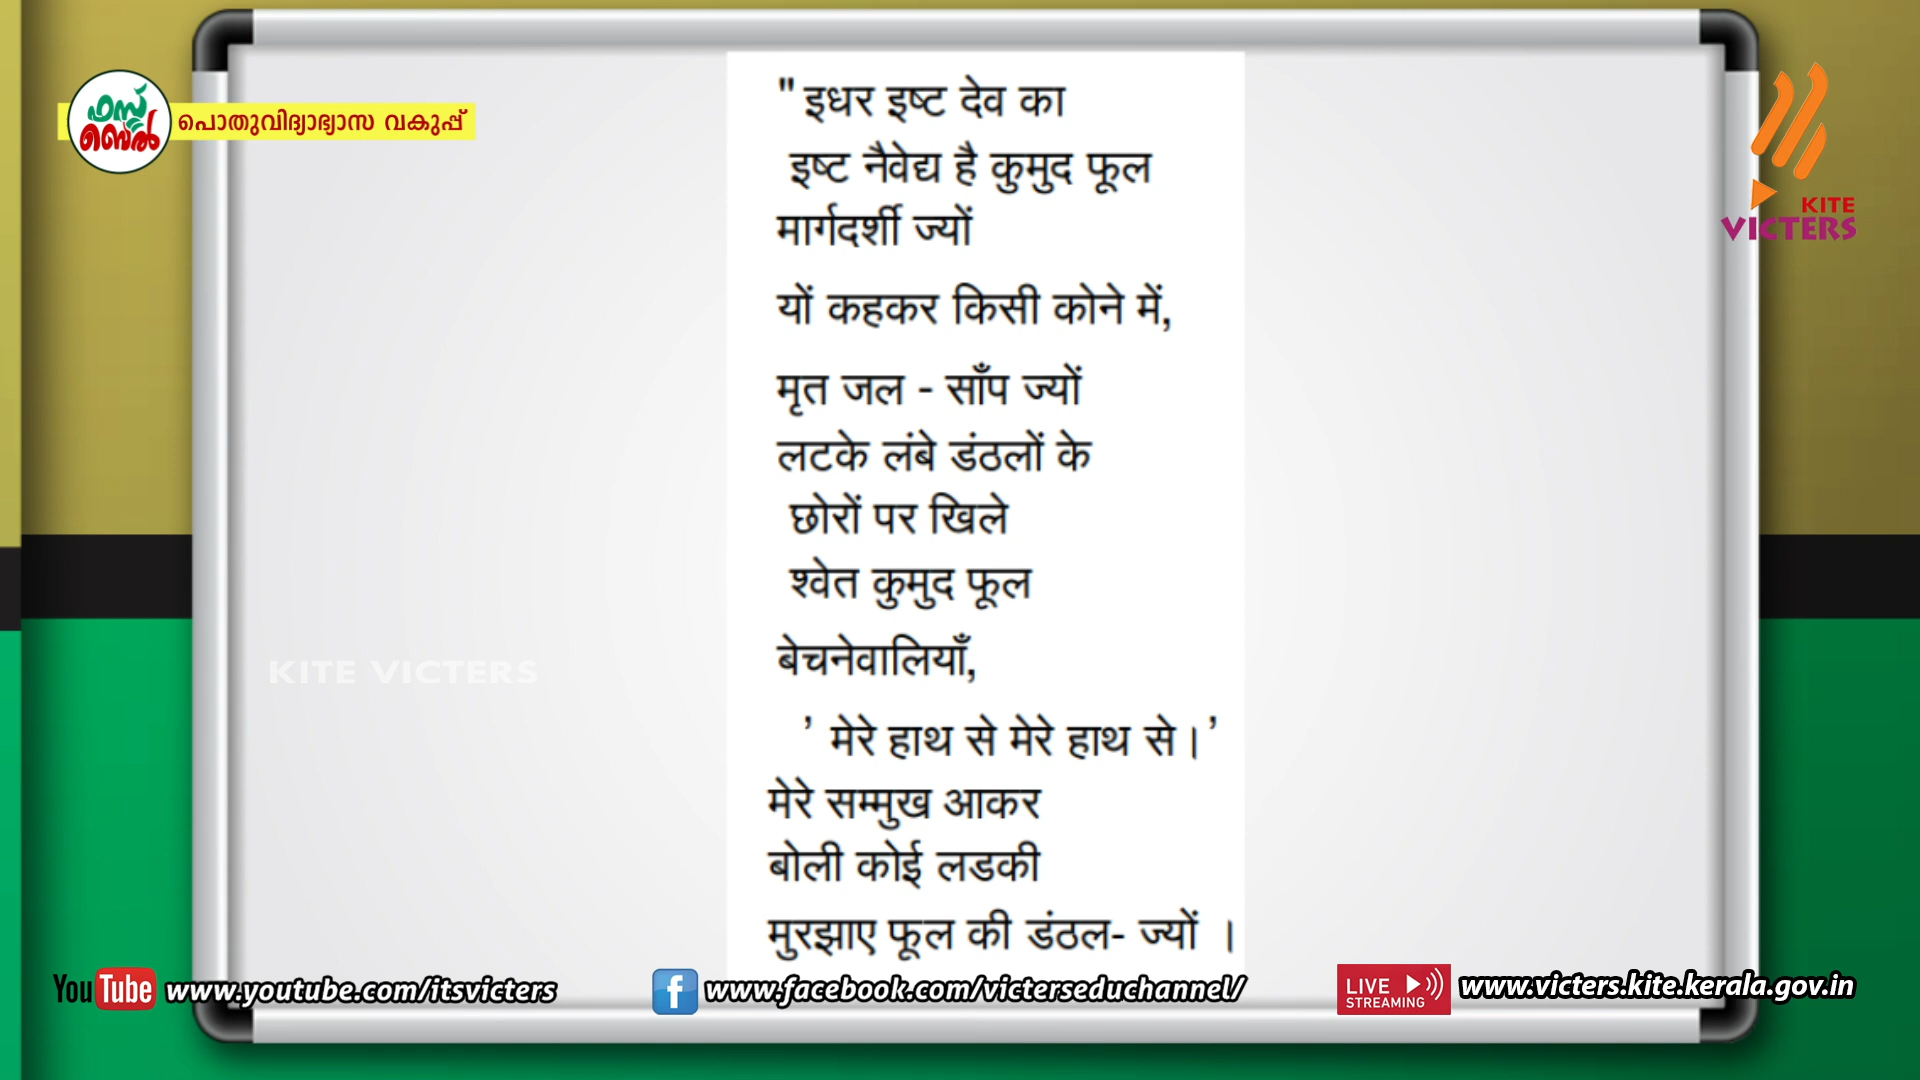 ഫസ്റ്റ്
ബെൽ
പൊതുവിദ്യാഭ്യാസ വകുപ്പ്
KITE
VICTERS
" इधर इष्ट देव का
इष्ट नैवेद्य है कुमुद फूल
मार्गदर्शी ज्यों
यों कहकर किसी कोने में,
मृत जल - साँप ज्यों
लटके लंबे डंठलों के
छोरों पर खिले
श्वेत कुमुद फूल
बेचनेवालियाँ,
’ मेरे हाथ से मेरे हाथ से।’
मेरे सम्मुख आकर
बोली कोई लडकी
मुरझाए फूल की डंठल- ज्यों ।
KITE VICTERS
YouTube www.youtube.com/itsvicters
f www.facebook.com/victerseduchannel/
LIVE STREAMING www.victers.kite.kerala.gov.in